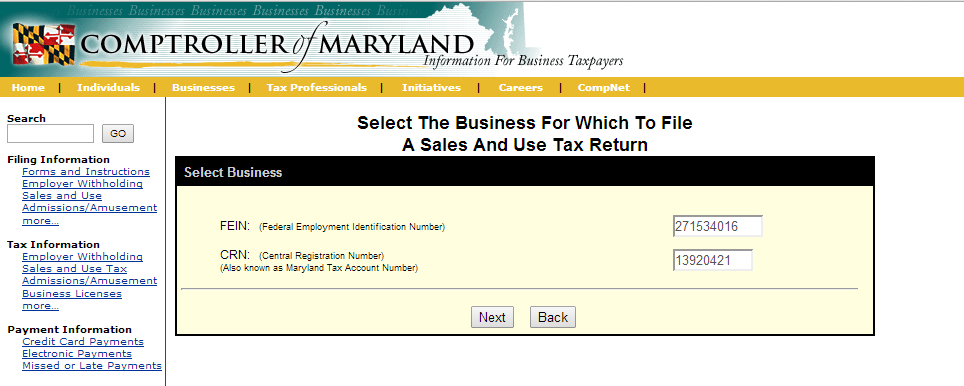 Businesses Businesses Businesses Businesses Businesses
COMPTROLLER of MARYLAND
Information For Business Taxpayers
Home | Individuals | Businesses | Tax Professionals | Initiatives | Careers | CompNet |
Search
GO
Filing Information
Forms and Instructions
Employer Withholding
Sales and Use
Admissions/Amusement
more...
Tax Information
Employer Withholding
Sales and Use Tax
Admissions/Amusement
Business Licenses
more...
Payment Information
Credit Card Payments
Electronic Payments
Missed or Late Payments
Select The Business For Which To File
A Sales And Use Tax Return
Select Business
FEIN: (Federal Employment Identification Number) 271534016
CRN: (Central Registration Number) 13920421
(Also known as Maryland Tax Account Number)
Next Back